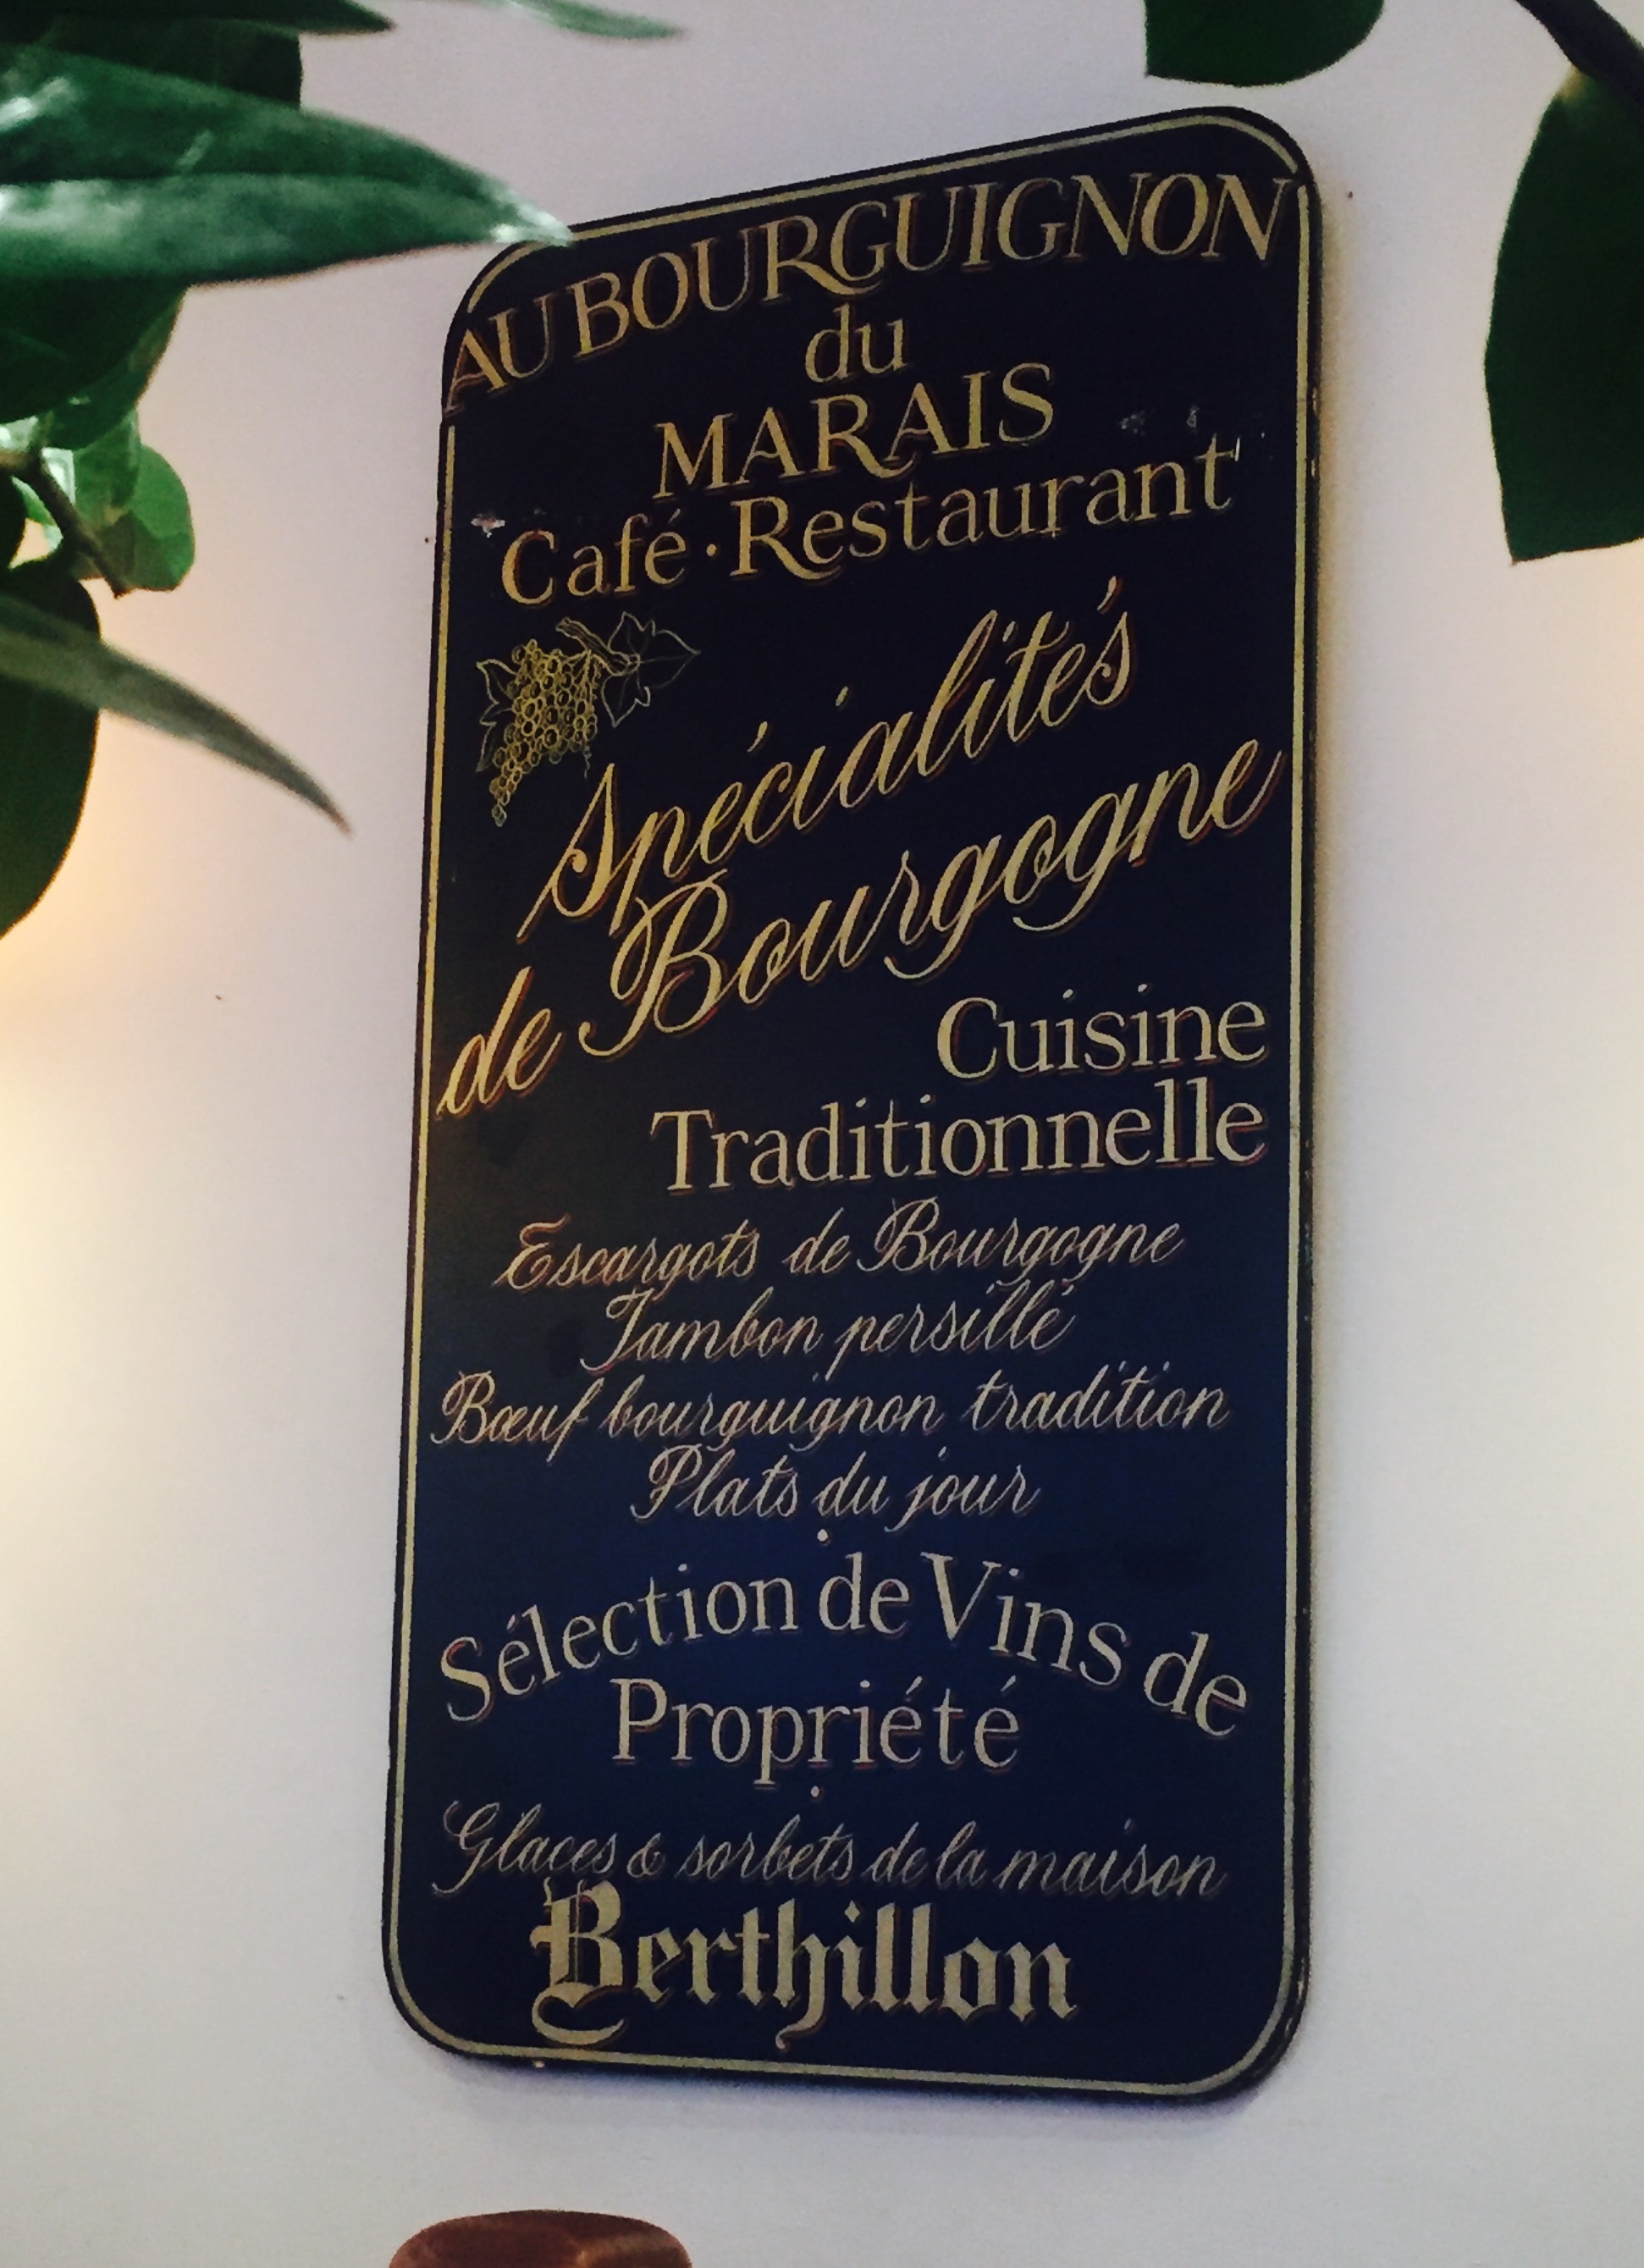 AU BOURGUIGNON
du
MARAIS
Café · Restaurant
Spécialités
de Bourgogne
Cuisine
Traditionnelle
Escargots de Bourgogne
Jambon persillé
Bœuf bourguignon tradition
Plats du jour
Sélection de Vins de
Propriété
Glaces & sorbets de la maison
Berthillon